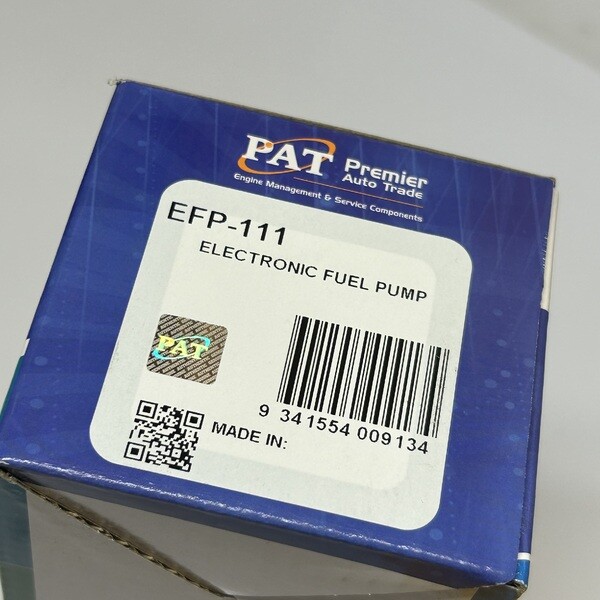 PAT Premier
Auto Trade
Engine Management & Service Components
EFP-111
ELECTRONIC FUEL PUMP
PAT
9 341554 009134
MADE IN: